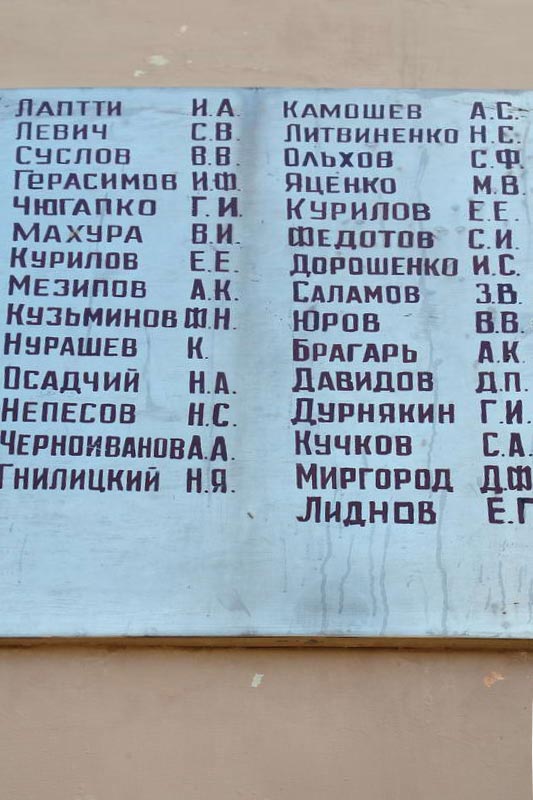 Лаптти И.А.
Левич С.В.
Суслов В.В.
Герасимов И.Ф.
Чюгапко Г.И.
Махура В.И.
Курилов Е.Е.
Мезипов А.К.
Кузьминов Ф.Н.
Нурашев К.
Осадчий Н.А.
Непесов Н.С.
Черноиванова А.А.
Гнилицкий Н.Я.
Камошев А.С.
Литвиненко Н.С.
Ольхов С.Ф.
Яценко М.В.
Курилов Е.Е.
Федотов С.И.
Дорошенко И.С.
Саламов З.В.
Юров В.В.
Брагарь А.К.
Давидов Д.П.
Дурнякин Г.И.
Кучков С.А.
Миргород Д.Ф
Лиднов Е.Г